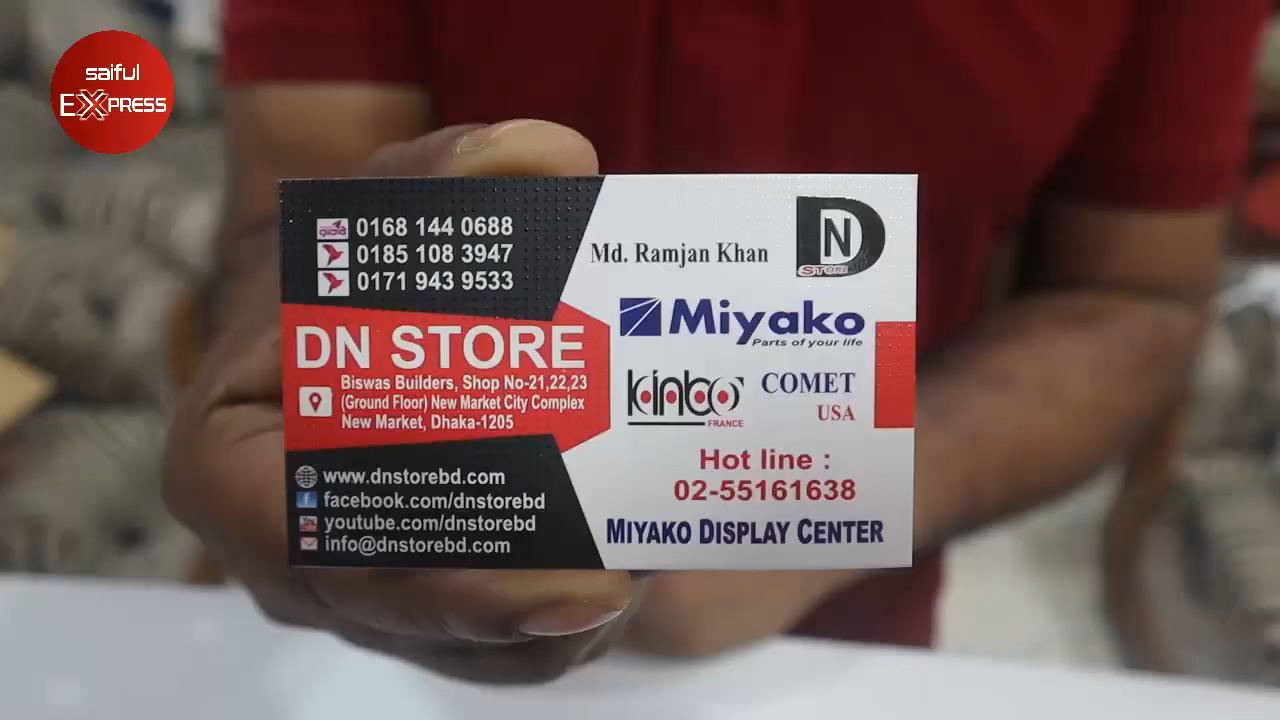 saiful
EXPRESS
0168 144 0688
0185 108 3947
0171 943 9533
DN STORE
Biswas Builders, Shop No-21,22,23
(Ground Floor) New Market City Complex
New Market, Dhaka-1205
www.dnstorebd.com
facebook.com/dnstorebd
youtube.com/dnstorebd
info@dnstorebd.com
Md. Ramjan Khan
DN
STORE
Miyako
Parts of your life
kinbo
FRANCE
COMET
USA
Hot line :
02-55161638
MIYAKO DISPLAY CENTER